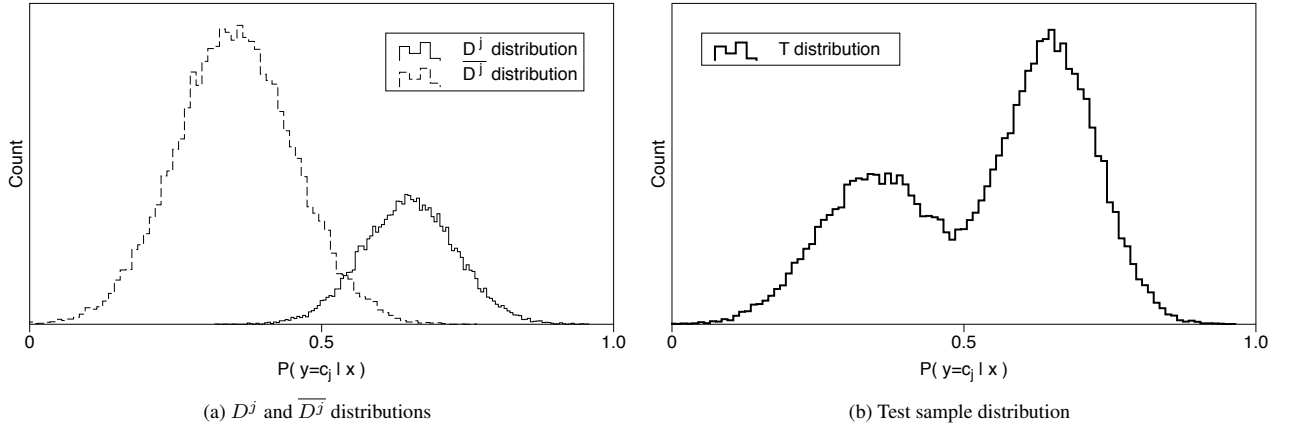 Count
D^j distribution
\overline{D^j} distribution
0
0.5
1.0
P( y=c_j | x )
(a) D^j and \overline{D^j} distributions
Count
T distribution
0
0.5
1.0
P( y=c_j | x )
(b) Test sample distribution